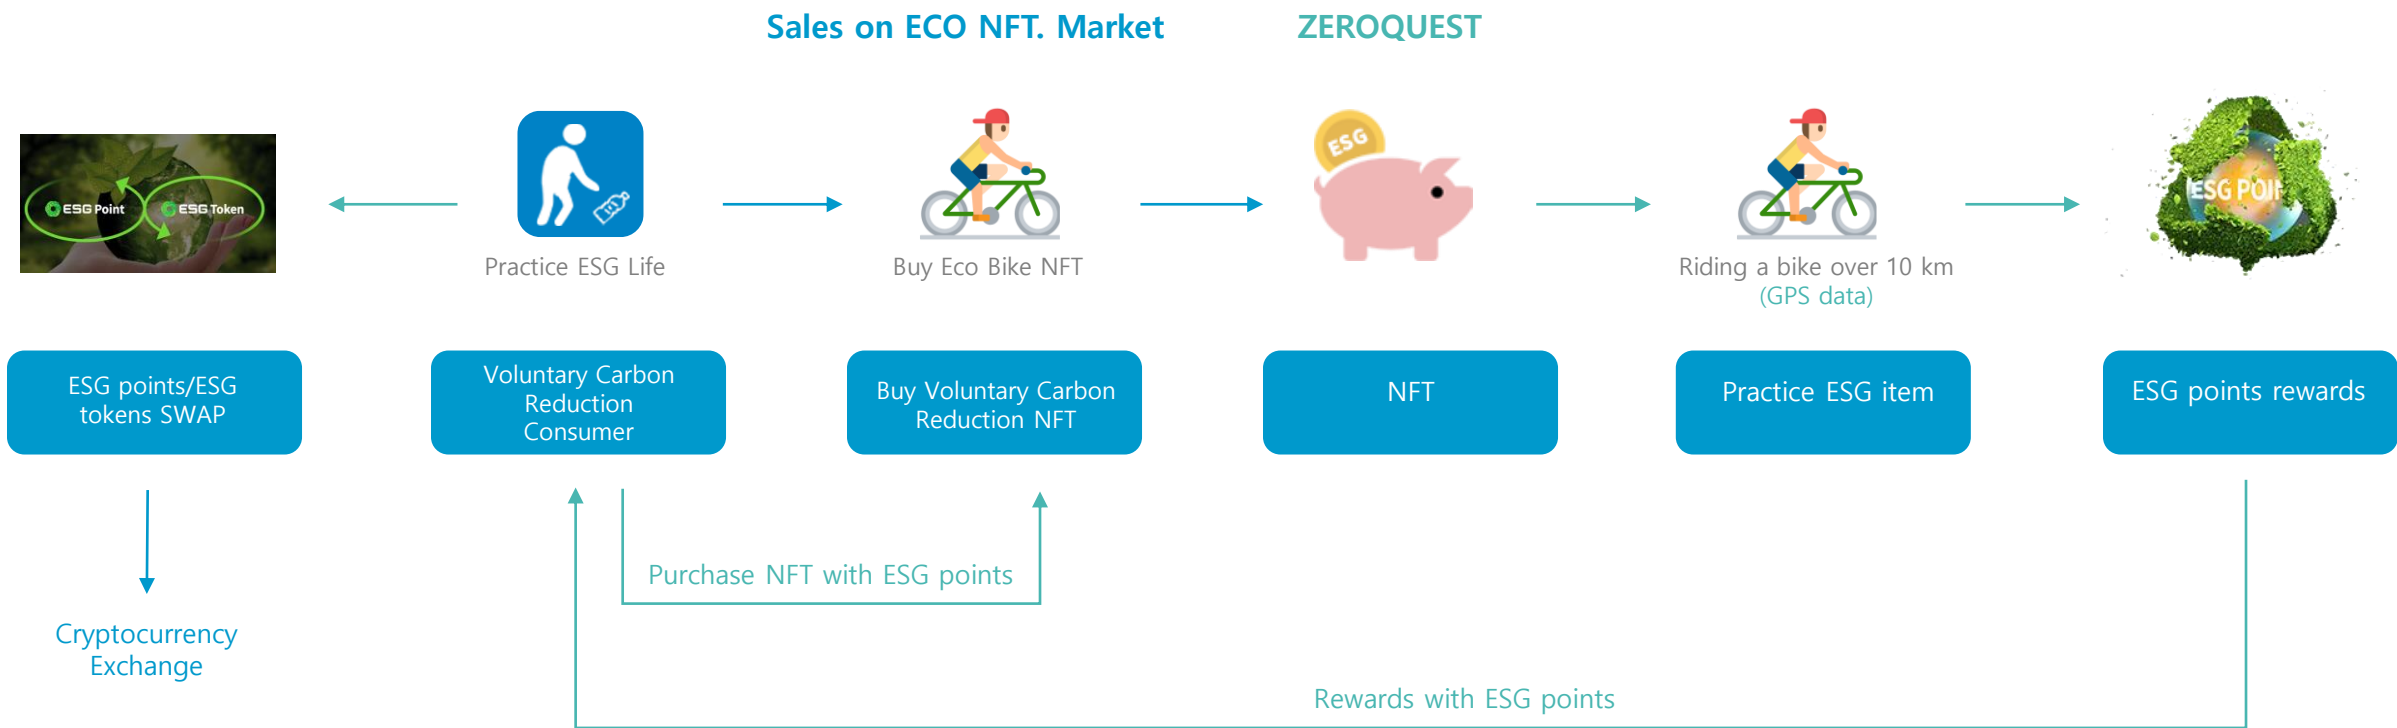 Sales on ECO NFT. Market
ZEROQUEST
ESG Point
ESG Token
ESG
ESG POIN
Practice ESG Life
Buy Eco Bike NFT
Riding a bike over 10 km
(GPS data)
ESG points/ESG
tokens SWAP
Voluntary Carbon
Reduction
Consumer
Buy Voluntary Carbon
Reduction NFT
NFT
Practice ESG item
ESG points rewards
Purchase NFT with ESG points
Cryptocurrency
Exchange
Rewards with ESG points